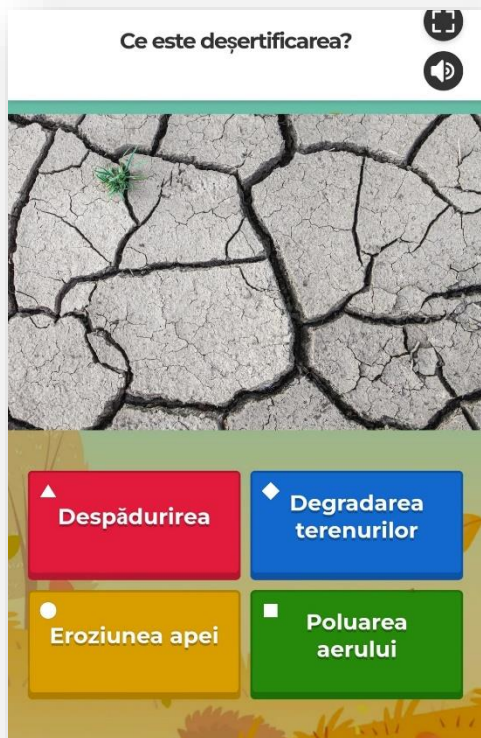 Ce este deșertificarea?
Despădurirea
Degradarea
terenurilor
Eroziunea apei
Poluarea
aerului